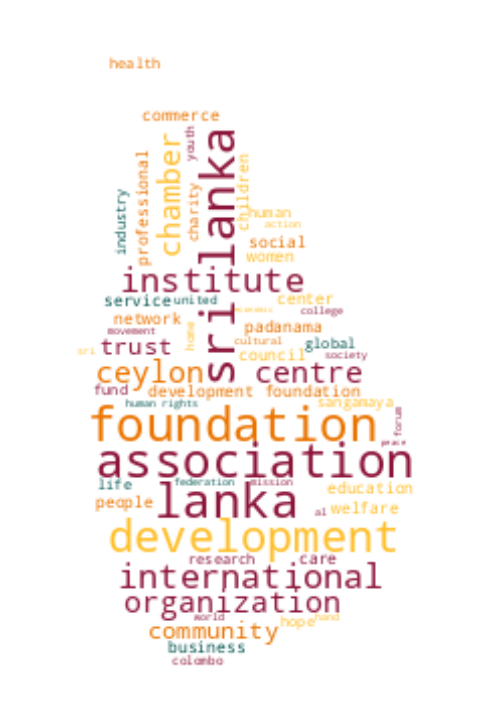 health
commerce
youth
sri lanka
chamber
professional
charity
children
industry
human
action
social
women
institute
service
united
center
economic
college
network
padanama
movement
home
cultural
global
sri
trust
council
society
ceylon
centre
fund
development foundation
human rights
sangamaya
forum
foundation
peace
association
life
federation
mission
education
people
lanka
al
welfare
development
research
care
international
organization
world
hope
hand
community
business
colombo